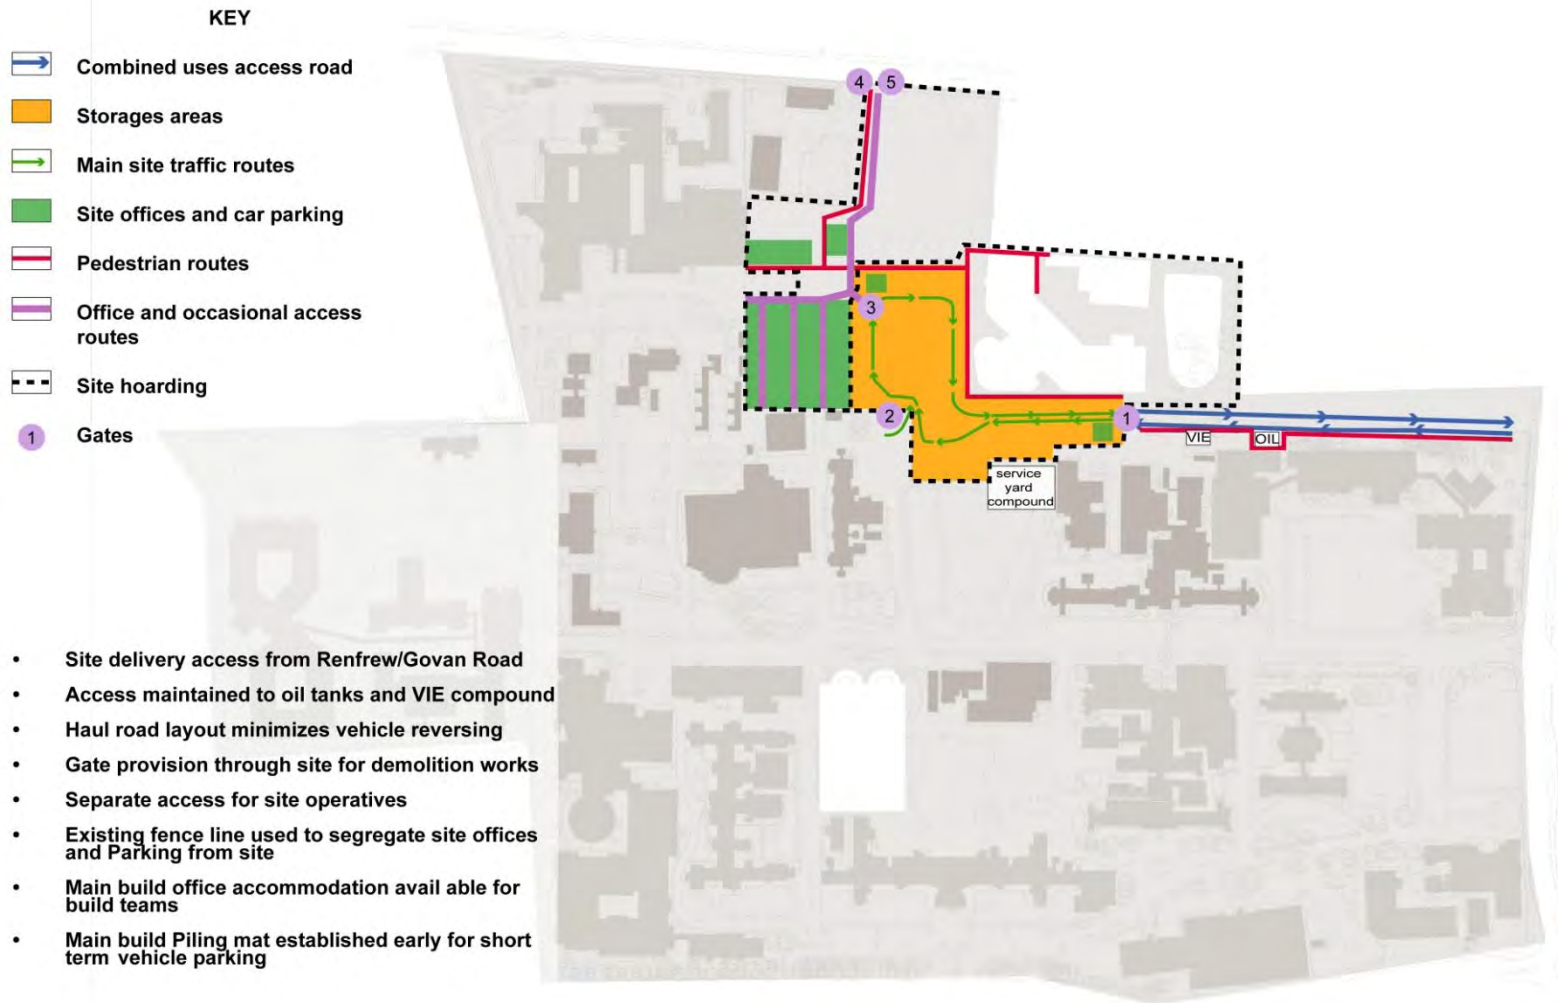 KEY
Combined uses access road
Storages areas
Main site traffic routes
Site offices and car parking
Pedestrian routes
Office and occasional access
routes
Site hoarding
1
Gates
4
5
3
2
1
VIE
OIL
service
yard
compound
• Site delivery access from Renfrew/Govan Road
• Access maintained to oil tanks and VIE compound
• Haul road layout minimizes vehicle reversing
• Gate provision through site for demolition works
• Separate access for site operatives
• Existing fence line used to segregate site offices
and Parking from site
• Main build office accommodation avail able for
build teams
• Main build Piling mat established early for short
term vehicle parking